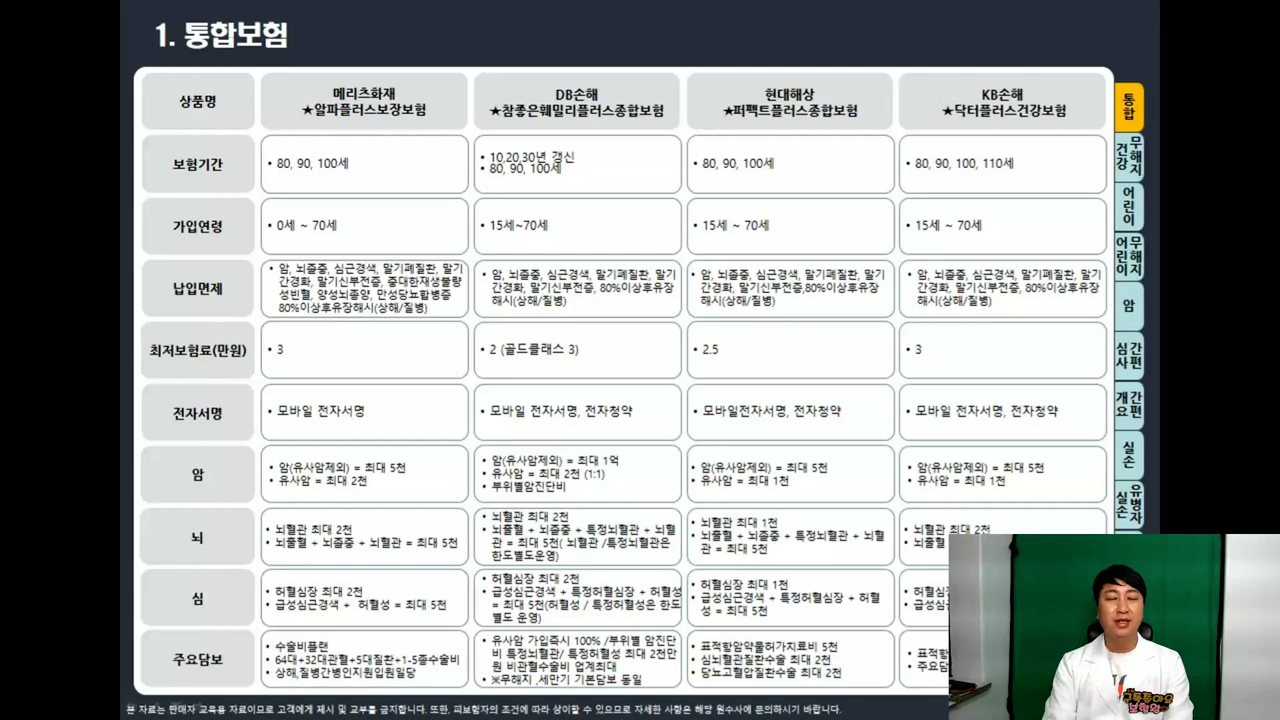 1. 통합보험
상품명
메리츠화재
★알파플러스보장보험
DB손해
★참좋은훼밀리플러스종합보험
현대해상
★퍼펙트플러스종합보험
KB손해
★닥터플러스건강보험
보험기간
• 80, 90, 100세
• 10,20,30년 갱신
• 80, 90, 100세
• 80, 90, 100세
• 80, 90, 100, 110세
가입연령
• 0세 ~ 70세
• 15세~70세
• 15세 ~ 70세
• 15세 ~ 70세
납입면제
• 암, 뇌졸중, 심근경색, 말기폐질환, 말기
간경화, 말기신부전증, 중대한재생불량
성빈혈, 양성뇌종양, 만성당뇨합병증
80%이상후유장해시(상해/질병)
• 암, 뇌졸중, 심근경색, 말기폐질환, 말기
간경화, 말기신부전증, 80%이상후유장
해시(상해/질병)
• 암, 뇌졸중, 심근경색, 말기폐질환, 말기
간경화, 말기신부전증,80%이상후유장
해시(상해/질병)
• 암, 뇌졸중, 심근경색, 말기폐질환, 말기
간경화, 말기신부전증, 80%이상후유장
해시(상해/질병)
최저보험료(만원)
• 3
• 2 (골드클래스 3)
• 2.5
• 3
전자서명
• 모바일 전자서명
• 모바일 전자서명, 전자청약
• 모바일전자서명, 전자청약
• 모바일 전자서명, 전자청약
암
• 암(유사암제외) = 최대 5천
• 유사암 = 최대 2천
• 암(유사암제외) = 최대 1억
• 유사암 = 최대 2천 (1:1)
• 부위별암진단비
• 암(유사암제외) = 최대 5천
• 유사암 = 최대 1천
• 암(유사암제외) = 최대 5천
• 유사암 = 최대 1천
뇌
• 뇌혈관 최대 2천
• 뇌출혈 + 뇌졸중 + 뇌혈관 = 최대 5천
• 뇌혈관 최대 2천
• 뇌출혈 + 뇌졸중 + 특정뇌혈관 + 뇌혈
관 = 최대 5천( 뇌혈관 /특정뇌혈관은
한도별도운영)
• 뇌혈관 최대 1천
• 뇌출혈 + 뇌졸중 + 특정뇌혈관 + 뇌혈
관 = 최대 5천
• 뇌혈관 최대 2천
• 뇌출혈
심
• 허혈심장 최대 2천
• 급성심근경색 + 허혈성 = 최대 5천
• 허혈심장 최대 2천
• 급성심근경색 + 특정허혈심장 + 허혈성
= 최대 5천(허혈성 / 특정허혈성은 한도
별도 운영)
• 허혈심장 최대 1천
• 급성심근경색 + 특정허혈심장 + 허혈
성 = 최대 5천
• 허혈심
• 급성심근
주요담보
• 수술비플랜
• 64대+32대관혈+5대질환+1-5종수술비
• 상해,질병간병인지원입원일당
• 유사암 가입즉시 100% /부위별 암진단
비 특정뇌혈관/ 특정허혈성 최대 2천만
원 비관혈수술비 업계최대
• ※무해지 ,세만기 기본담보 동일
• 표적항암약물허가치료비 5천
• 심뇌혈관질환수술 최대 2천
• 당뇨고혈압질환수술 최대 2천
• 표적항
• 주요담
통합
무해지 건강
어린이
무해지 어린이
암
간편 심사
간편 개요
실손
유병자 실손
본 자료는 판매자 교육용 자료이므로 고객에게 제시 및 교부를 금지합니다. 또한, 피보험자의 조건에 따라 상이할 수 있으므로 자세한 사항은 해당 원수사에 문의하시기 바랍니다.
보험왕